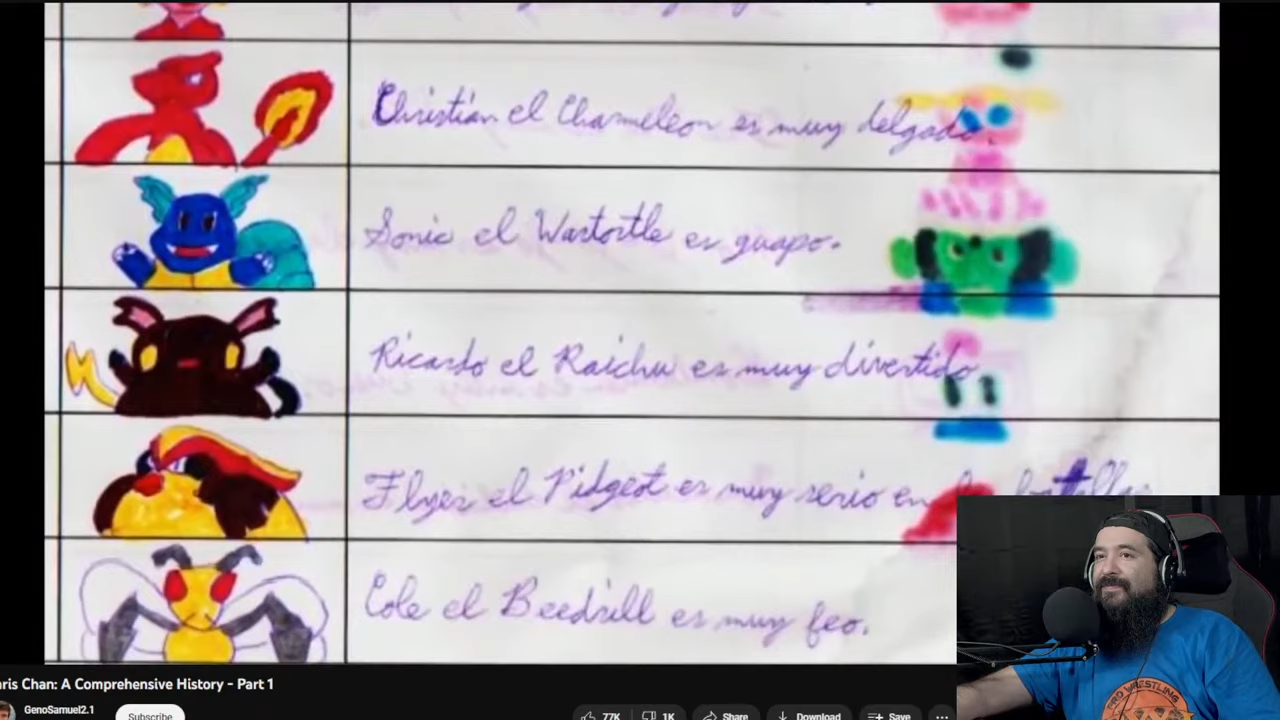 Christian el Chameleon es muy delgado.
Sonic el Wartortle es guapo.
Ricardo el Raichu es muy divertido
Flyer el Pidgeot es muy serio en
Cole el Beedrill es muy feo.
ris Chan: A Comprehensive History - Part 1
GenoSamuel2.1
Subscribe
77K
1K
Share
Download
Save
...
RO WRESTLING